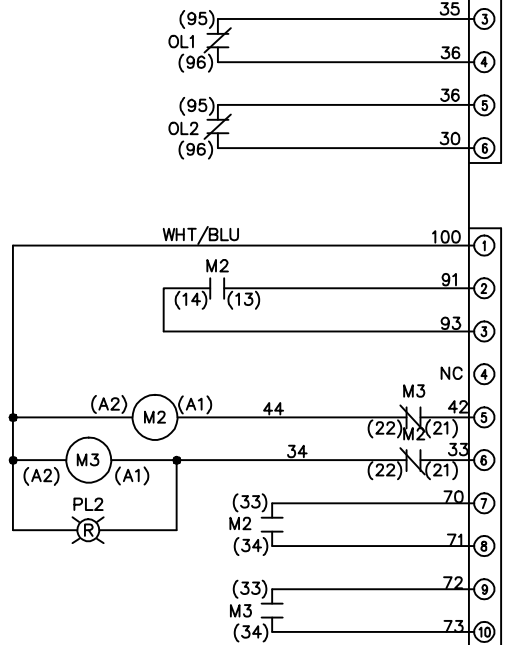 (95) 35 3
OL1
(96) 36 4
(95) 36 5
OL2
(96) 30 6
WHT/BLU 100 1
M2
(14) (13) 91 2
93 3
NC 4
M3
(A2) M2 (A1) 44 (22) (21) 42 5
M2
(A2) M3 (A1) 34 (22) (21) 33 6
PL2
R
(33) 70 7
M2
(34) 71 8
(33) 72 9
M3
(34) 73 10